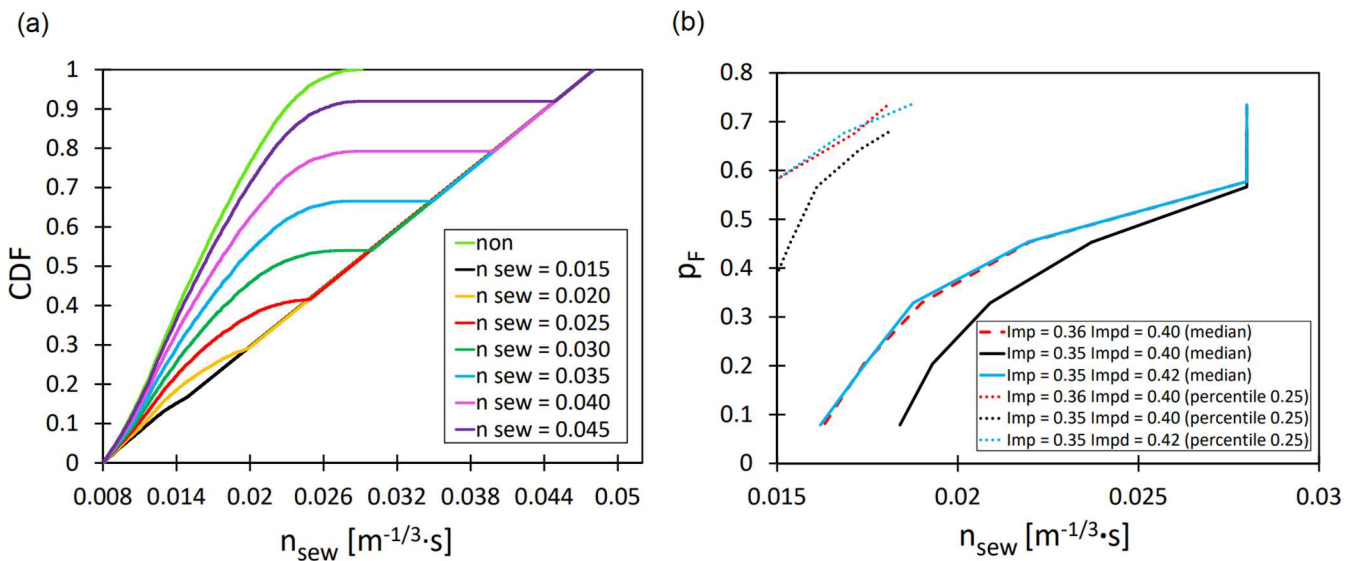 (a)
CDF
1
0.9
0.8
0.7
0.6
0.5
0.4
0.3
0.2
0.1
0
0.008 0.014 0.02 0.026 0.032 0.038 0.044 0.05
n_sew [m^-1/3·s]
non
n sew = 0.015
n sew = 0.020
n sew = 0.025
n sew = 0.030
n sew = 0.035
n sew = 0.040
n sew = 0.045
(b)
p_F
0.8
0.7
0.6
0.5
0.4
0.3
0.2
0.1
0
0.015 0.02 0.025 0.03
n_sew [m^-1/3·s]
Imp = 0.36 Impd = 0.40 (median)
Imp = 0.35 Impd = 0.40 (median)
Imp = 0.35 Impd = 0.42 (median)
Imp = 0.36 Impd = 0.40 (percentile 0.25)
Imp = 0.35 Impd = 0.40 (percentile 0.25)
Imp = 0.35 Impd = 0.42 (percentile 0.25)